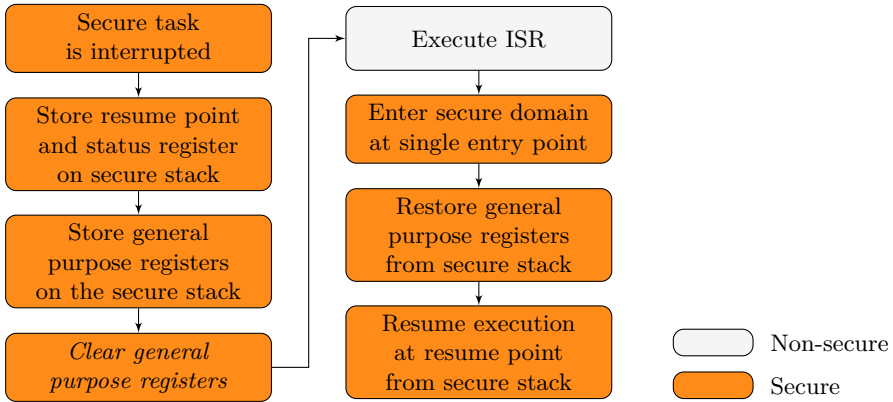 Secure task
is interrupted
Store resume point
and status register
on secure stack
Store general
purpose registers
on the secure stack
Clear general
purpose registers
Execute ISR
Enter secure domain
at single entry point
Restore general
purpose registers
from secure stack
Resume execution
at resume point
from secure stack
Non-secure
Secure